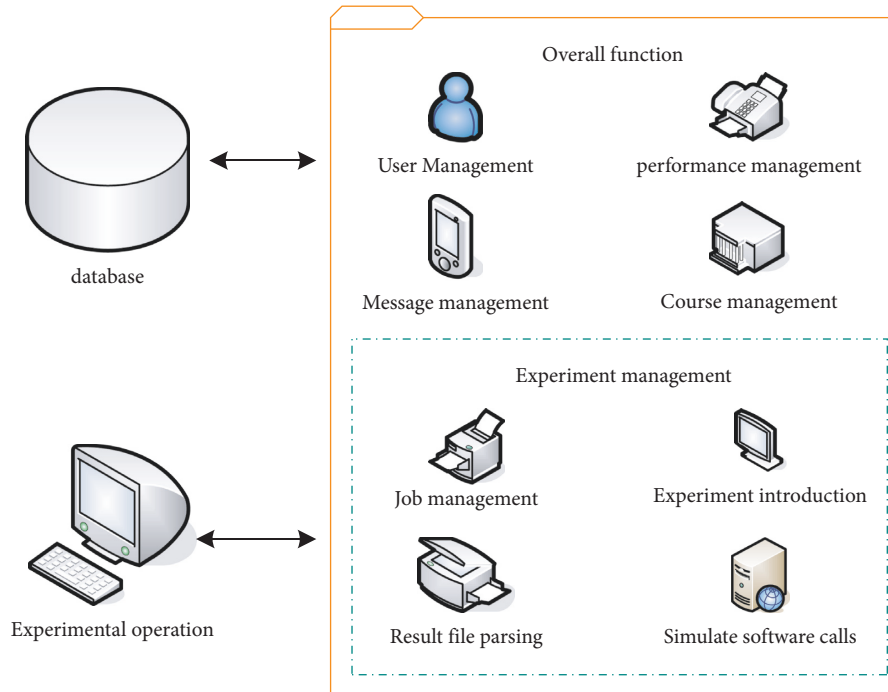 Overall function
User Management
performance management
database
Message management
Course management
Experiment management
Job management
Experiment introduction
Experimental operation
Result file parsing
Simulate software calls